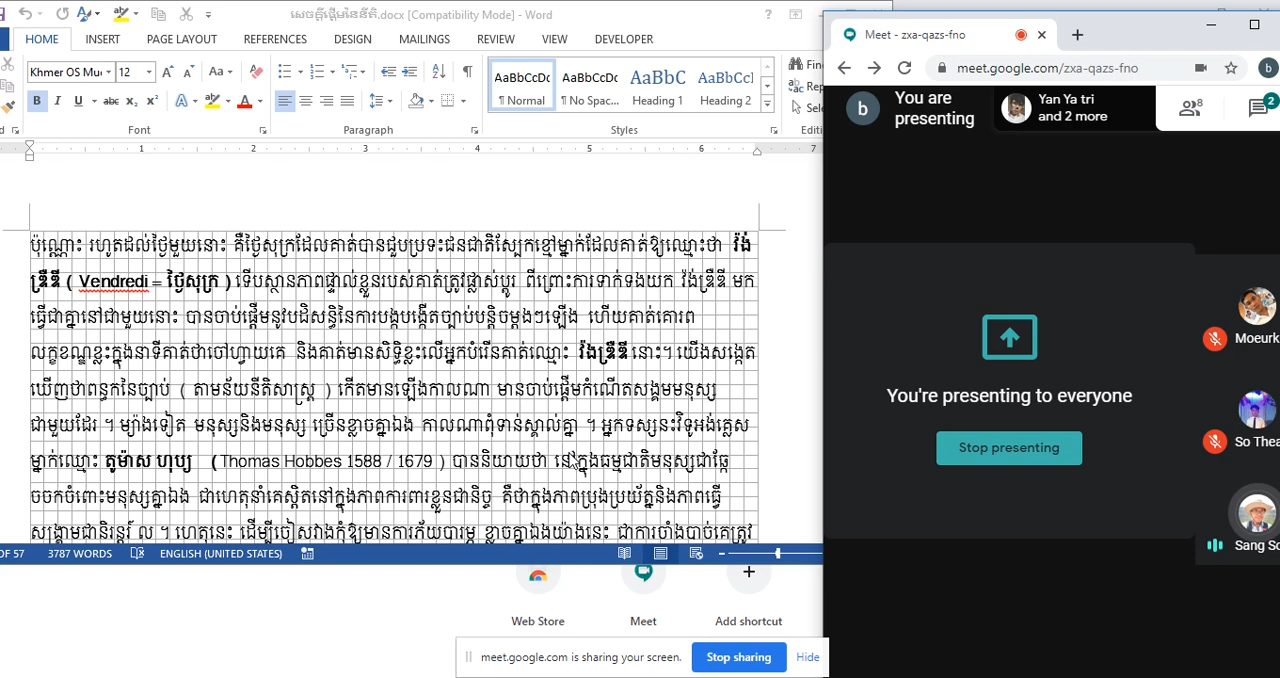 សេចក្តីផ្តើមនៃនីតិ.docx [Compatibility Mode] - Word
HOME INSERT PAGE LAYOUT REFERENCES DESIGN MAILINGS REVIEW VIEW DEVELOPER
Khmer OS Mu 12
AaBbCcDc AaBbCcDc AaBbC AaBbCcI
¶ Normal ¶ No Spac... Heading 1 Heading 2
Font Paragraph Styles
1 2 3 4 5 6 7
ប៉ុណ្ណោះ រហូតដល់ថ្ងៃមួយនោះ គឺថ្ងៃសុក្រដែលគាត់បានជួបប្រទះជនជាតិស្បែកខ្មៅម្នាក់ដែលគាត់ឱ្យឈ្មោះថា វ៉ង់
ឌ្រឺឌី ( Vendredi = ថ្ងៃសុក្រ ) ទើបស្ថានភាពផ្ទាល់ខ្លួនរបស់គាត់ត្រូវផ្លាស់ប្តូរ ពីព្រោះការទាក់ទងយក វ៉ង់ឌ្រឺឌី មក
ធ្វើជាគ្នានៅជាមួយនោះ បានចាប់ផ្តើមនូវបដិសន្ធិនៃការបង្កបង្កើតច្បាប់បន្តិចម្តងៗឡើង ហើយគាត់គោរព
លក្ខខណ្ឌខ្លះក្នុងនាទីគាត់ថាចៅហ្វាយគេ និងគាត់មានសិទ្ធិខ្លះលើអ្នកបំរើនគាត់ឈ្មោះ វ៉ង់ឌ្រឺឌី នោះ។ យើងសង្កេត
ឃើញថាពន្ធកនៃច្បាប់ ( តាមន័យនីតិសាស្ត្រ ) កើតមានឡើងកាលណា មានចាប់ផ្តើមកំណើតសង្គមមនុស្ស
ជាមួយដែរ ។ ម្យ៉ាងទៀត មនុស្សនិងមនុស្ស ច្រើនខ្លាចគ្នាឯង កាលណាពុំទាន់ស្គាល់គ្នា ។ អ្នកទស្សនះវិទូអង់គ្លេស
ម្នាក់ឈ្មោះ តូម៉ាស ហុប្ស (Thomas Hobbes 1588 / 1679 ) បាននិយាយថា នៅក្នុងធម្មជាតិមនុស្សជាឆ្កែ
ចចកចំពោះមនុស្សគ្នាឯង ជាហេតុនាំគេស្ថិតនៅក្នុងភាពការពារខ្លួនជានិច្ច គឺថាក្នុងភាពប្រុងប្រយ័ត្ននិងភាពធ្វើ
សង្គ្រាមជានិរន្តរ៍ ល ។ ហេតុនេះ ដើម្បីចៀសវាងកុំឱ្យមានការភ័យបារម្ភ ខ្លាចគ្នាឯងយ៉ាងនេះ ជាការចាំងបាច់គេត្រូវ
OF 57 3787 WORDS ENGLISH (UNITED STATES)
Web Store Meet Add shortcut
meet.google.com is sharing your screen. Stop sharing Hide
Meet - zxa-qazs-fno
meet.google.com/zxa-qazs-fno b
b You are presenting
Yan Ya tri and 2 more
8 2
You're presenting to everyone
Stop presenting
Moeurk
So Thea
Sang So